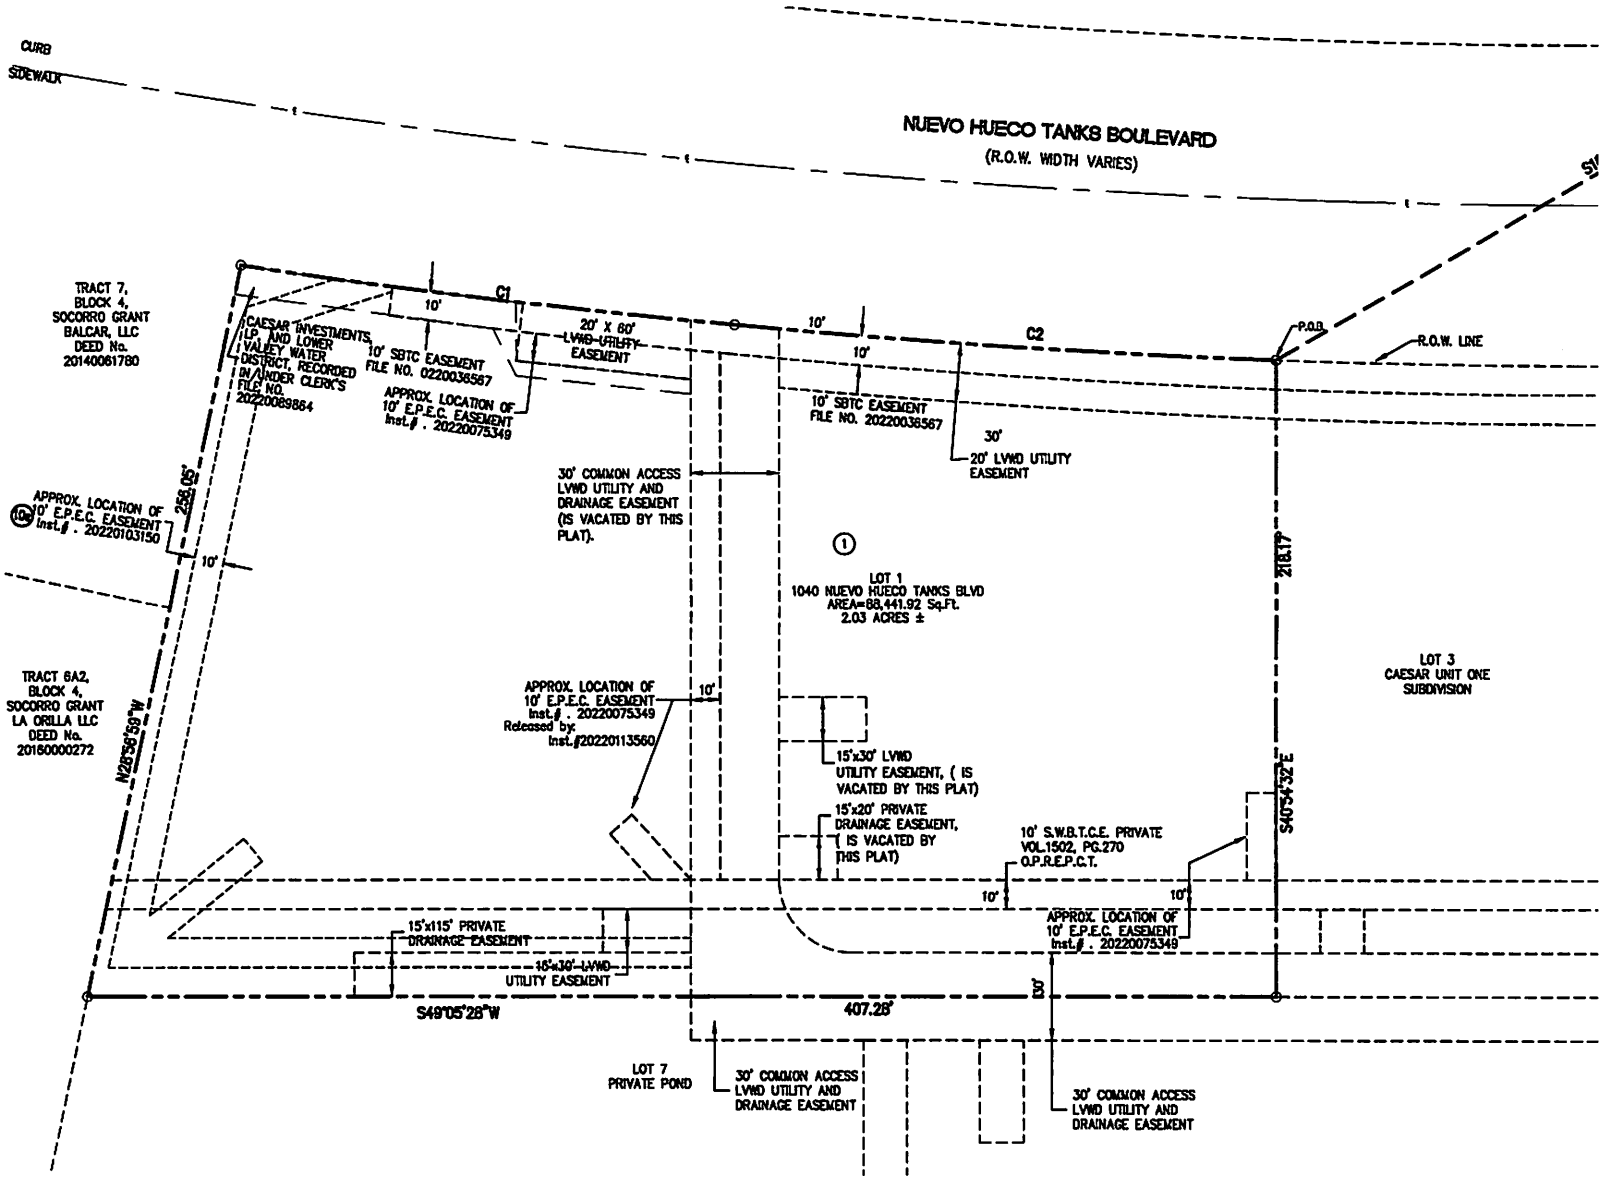 CURB
SIDEWALK
NUEVO HUECO TANKS BOULEVARD
(R.O.W. WIDTH VARIES)
TRACT 7,
BLOCK 4,
SOCORRO GRANT
BALCAR, LLC
DEED No.
20140061780
C1
10'
20' X 60'
LVWD UTILITY
EASEMENT
10'
10'
C2
P.O.B.
R.O.W. LINE
CAESAR INVESTMENTS
LP. AND LOWER
VALLEY WATER
DISTRICT, RECORDED
IN/UNDER CLERK'S
FILE NO.
20220089864
10' SBTC EASEMENT
FILE NO. 0220036567
APPROX. LOCATION OF
10' E.P.E.C. EASEMENT
Inst.# . 20220075349
10' SBTC EASEMENT
FILE NO. 20220036567
30'
20' LVWD UTILITY
EASEMENT
30' COMMON ACCESS
LVWD UTILITY AND
DRAINAGE EASEMENT
(IS VACATED BY THIS
PLAT).
258.05'
APPROX. LOCATION OF
10' E.P.E.C. EASEMENT
Inst.# . 20220103150
10'
1
LOT 1
1040 NUEVO HUECO TANKS BLVD
AREA=88,441.92 Sq.Ft.
2.03 ACRES ±
218.17'
LOT 3
CAESAR UNIT ONE
SUBDIVISION
TRACT 6A2,
BLOCK 4,
SOCORRO GRANT
LA ORILLA LLC
DEED No.
20160000272
N28°56'59"W
APPROX. LOCATION OF
10' E.P.E.C. EASEMENT
Inst.# . 20220075349
Released by:
Inst.#20220113560
10'
15'x30' LVWD
UTILITY EASEMENT, ( IS
VACATED BY THIS PLAT)
15'x20' PRIVATE
DRAINAGE EASEMENT,
( IS VACATED BY
THIS PLAT)
S40°54'32"E
10' S.W.B.T.C.E. PRIVATE
VOL.1502, PG.270
O.P.R.E.P.C.T.
10'
10'
APPROX. LOCATION OF
10' E.P.E.C. EASEMENT
Inst.# . 20220075349
15'x115' PRIVATE
DRAINAGE EASEMENT
15'x30' LVWD
UTILITY EASEMENT
30'
S49°05'28"W
407.28'
LOT 7
PRIVATE POND
30' COMMON ACCESS
LVWD UTILITY AND
DRAINAGE EASEMENT
30' COMMON ACCESS
LVWD UTILITY AND
DRAINAGE EASEMENT